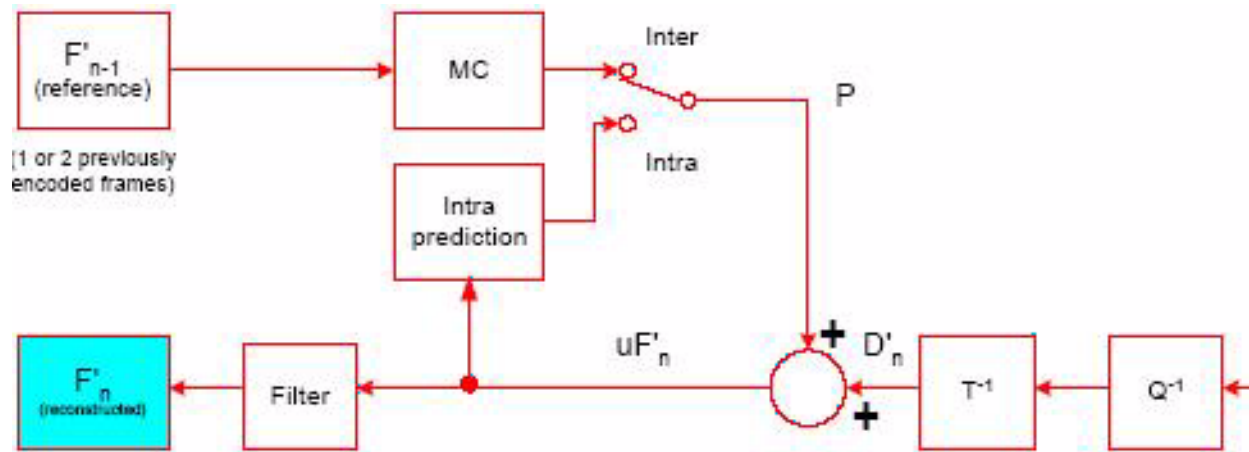 F'n-1
(reference)
(1 or 2 previously
encoded frames)
MC
Inter
P
Intra
Intra
prediction
F'n
(reconstructed)
Filter
uF'n
+
D'n
+
T-1
Q-1